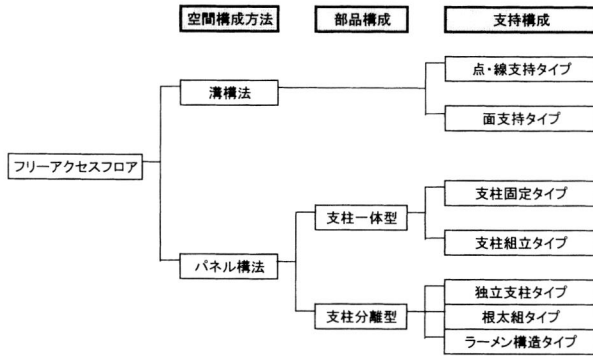 空間構成方法
部品構成
支持構成
点・線支持タイプ
溝構法
面支持タイプ
フリーアクセスフロア
支柱固定タイプ
支柱一体型
支柱組立タイプ
パネル構法
独立支柱タイプ
支柱分離型
根太組タイプ
ラーメン構造タイプ